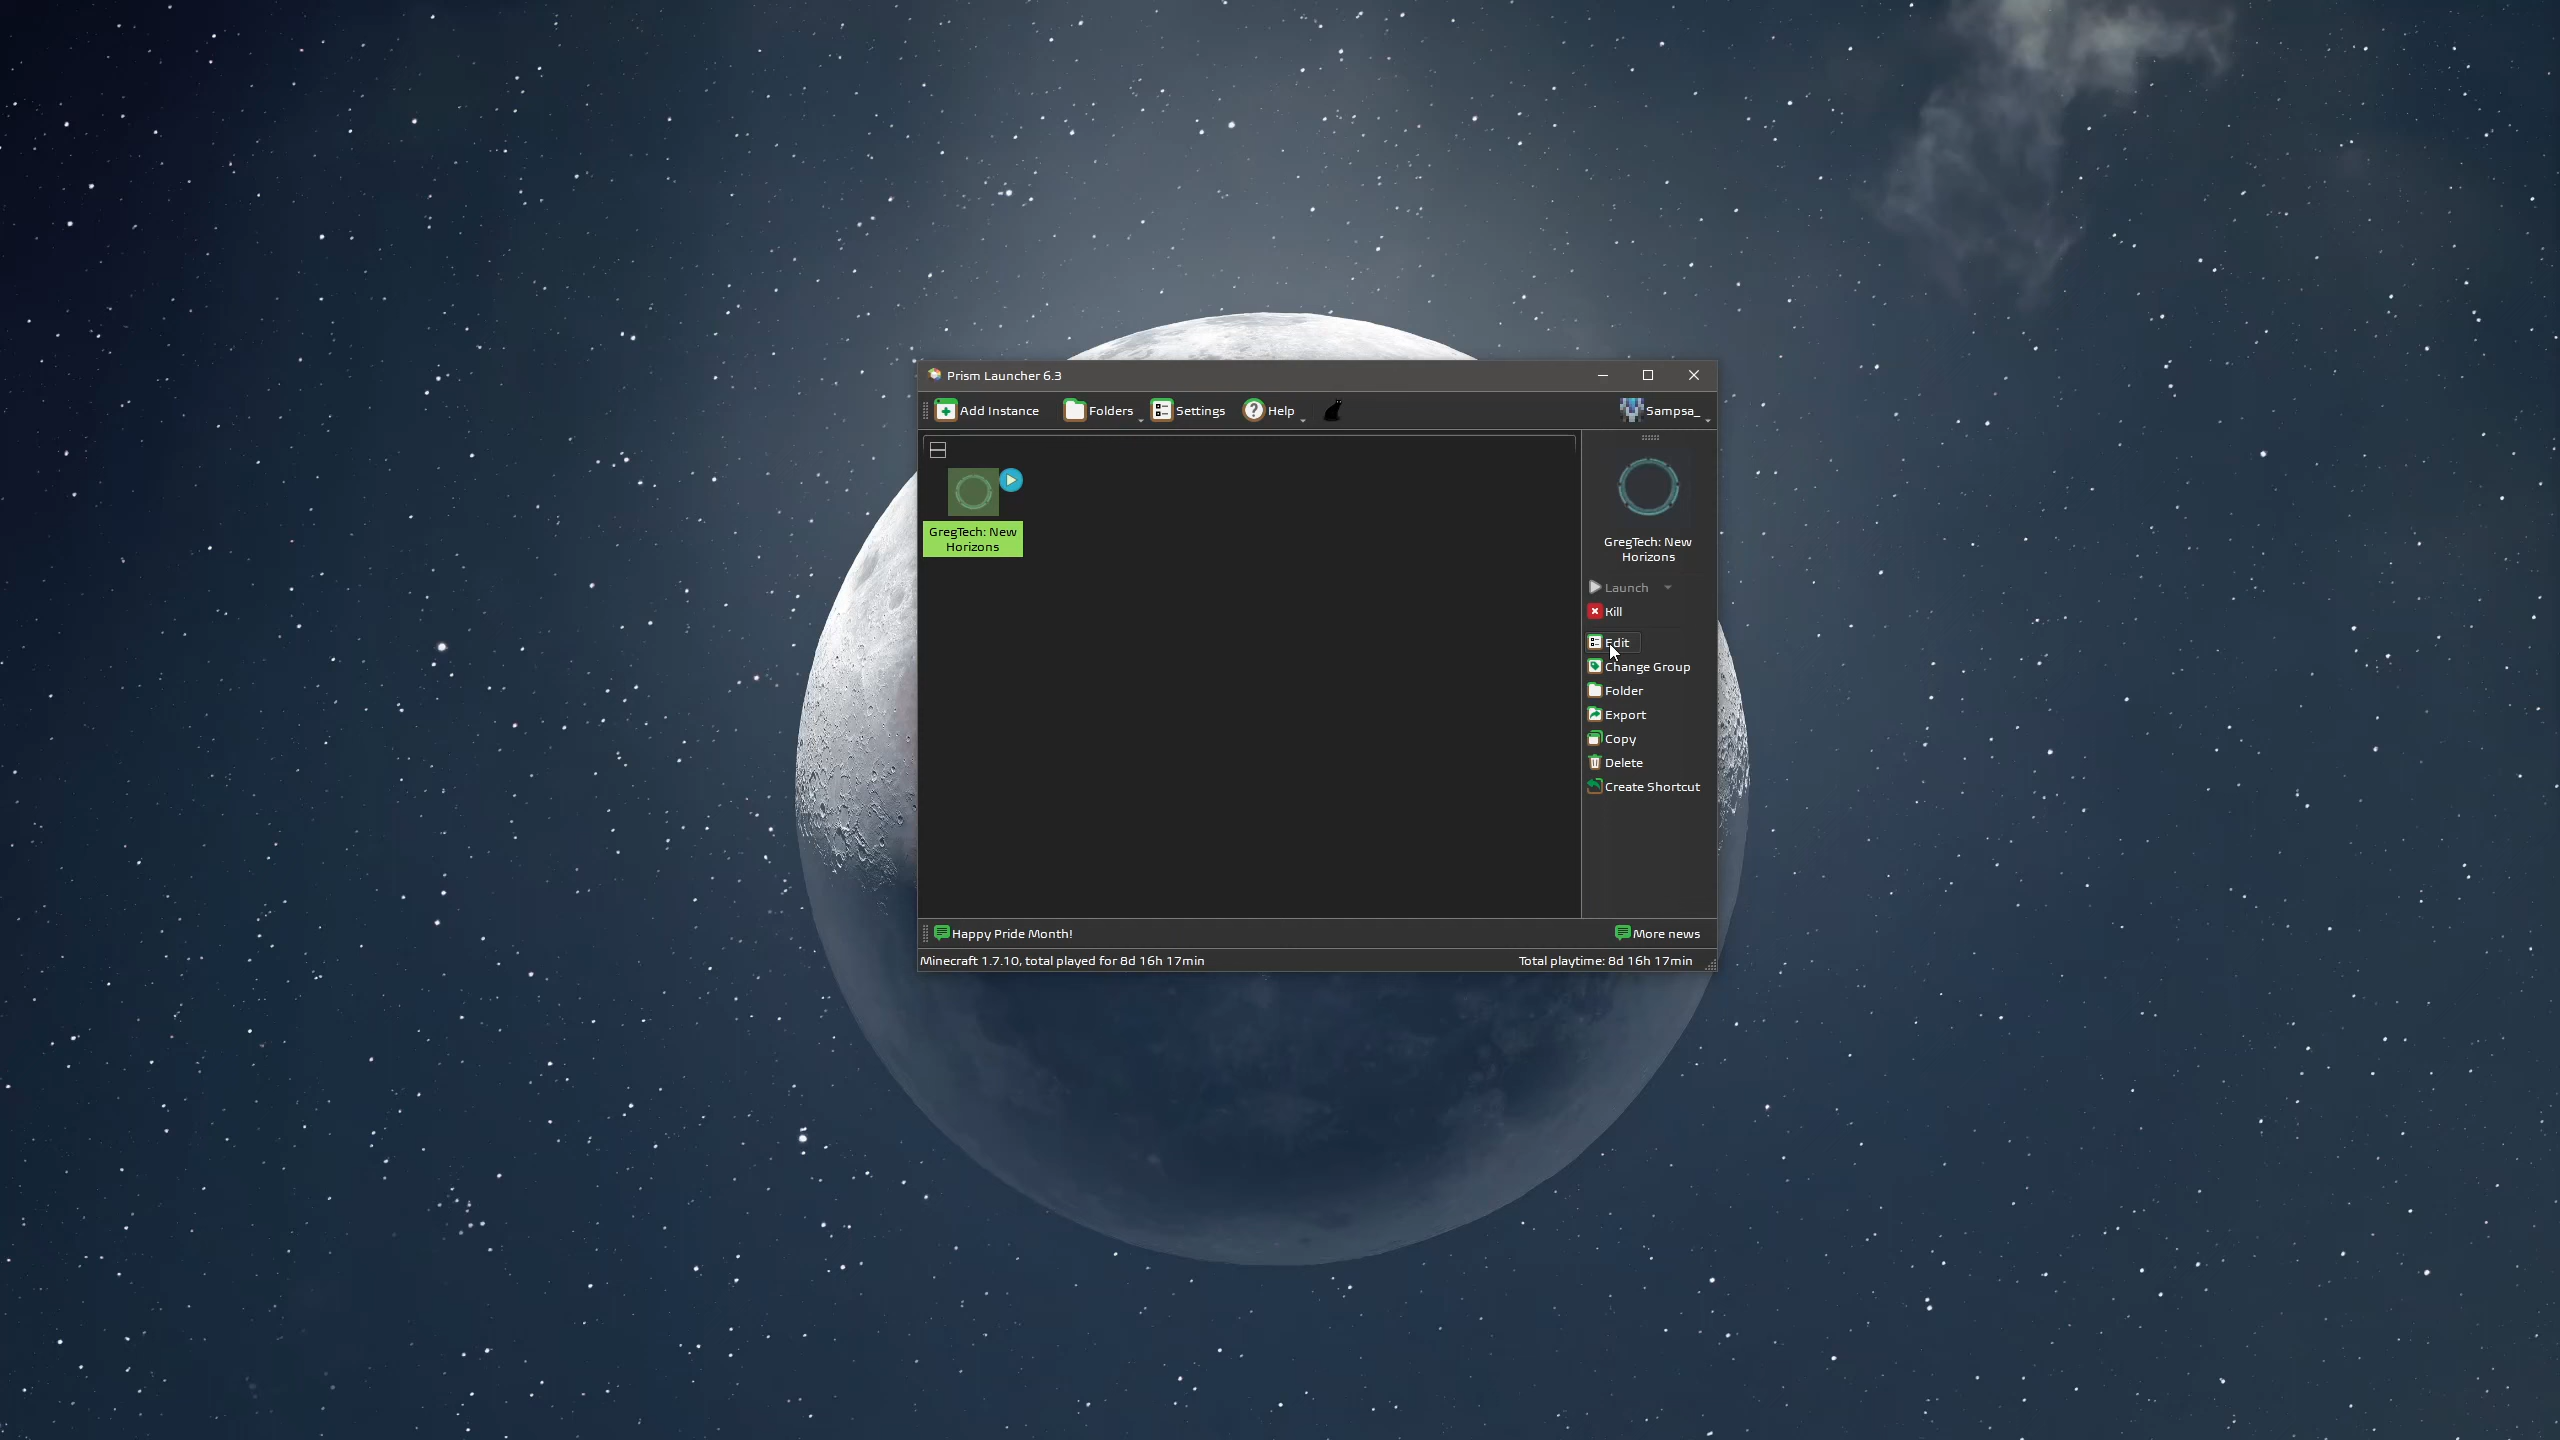 Prism Launcher 6.3
Add Instance
Folders
Settings
Help
Sampsa_
GregTech: New
Horizons
GregTech: New
Horizons
Launch
Kill
Edit
Change Group
Folder
Export
Copy
Delete
Create Shortcut
Happy Pride Month!
More news
Minecraft 1.7.10, total played for 8d 16h 17min
Total playtime: 8d 16h 17min